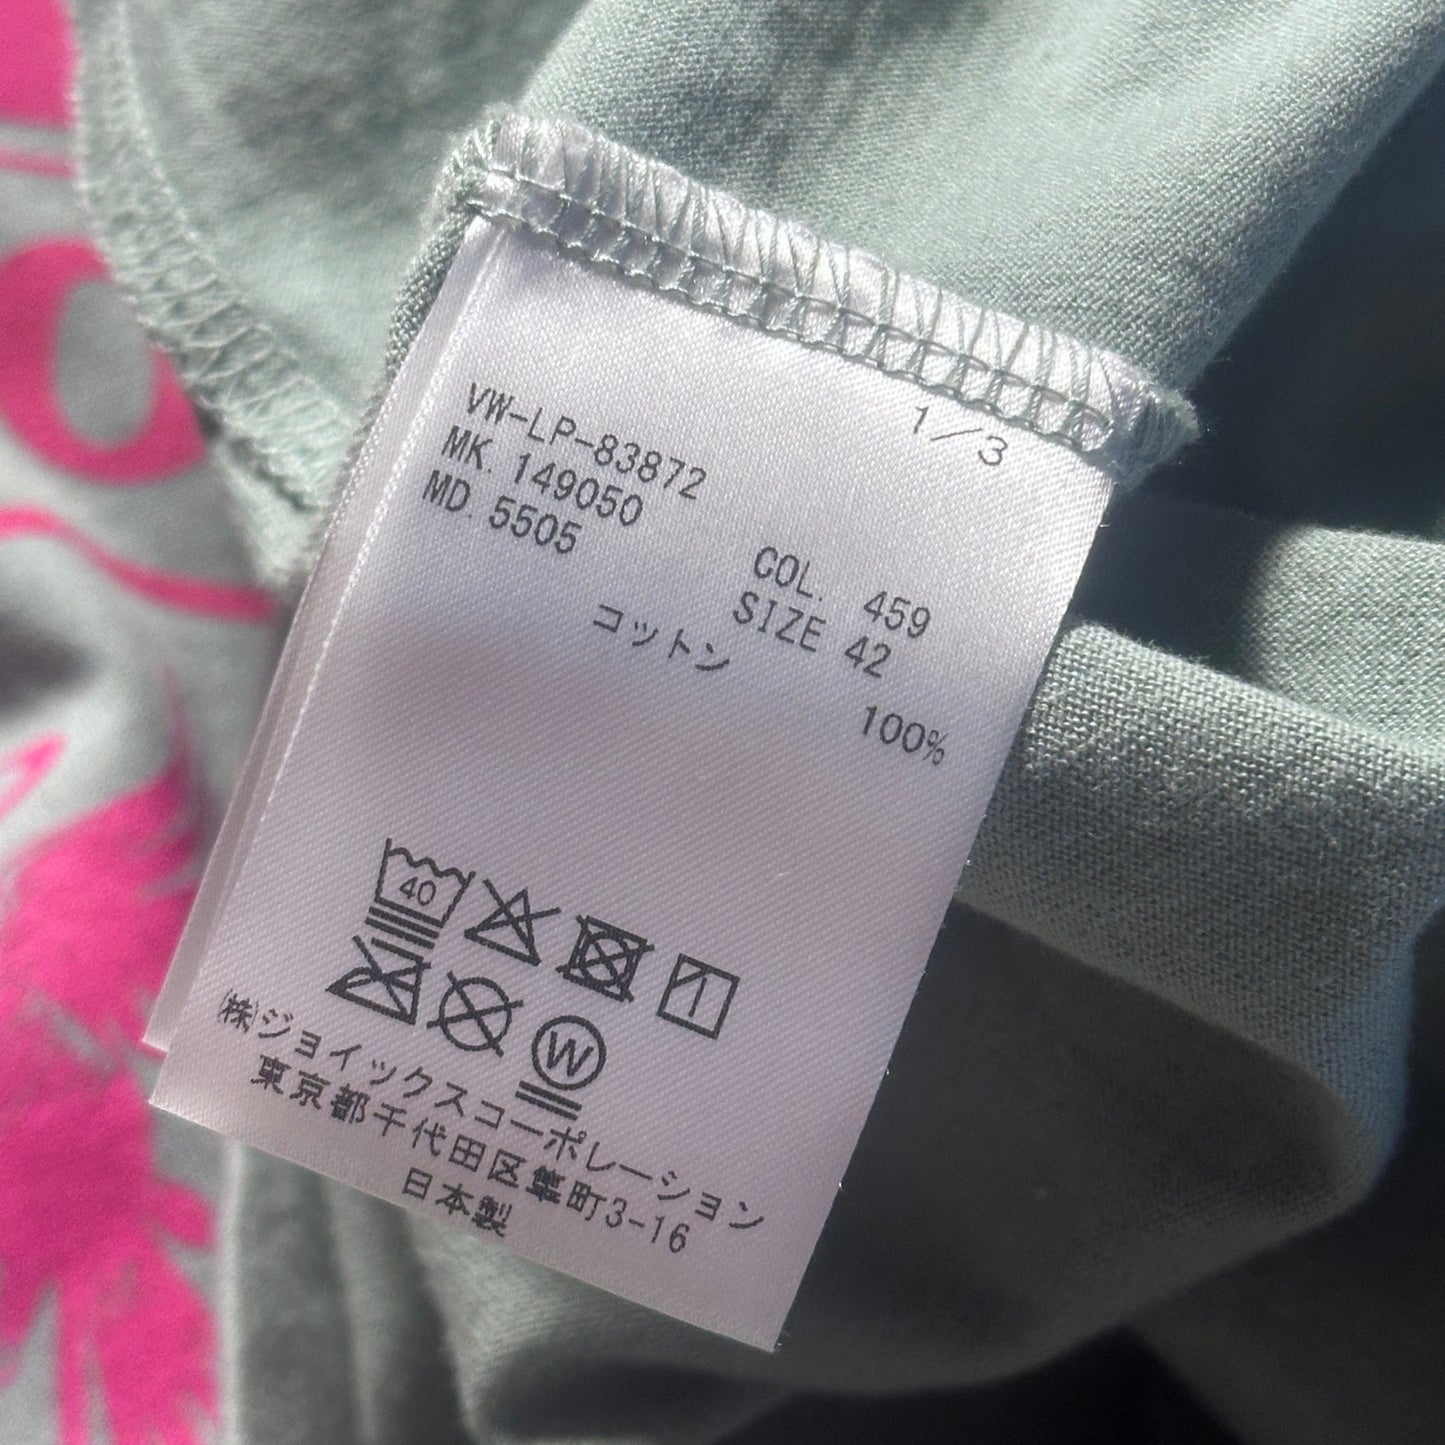 1/3
VW-LP-83872
MK. 149050
MD. 5505
COL. 459
SIZE 42
コットン 100%
40
W
㈱ジョイックスコーポレーション
東京都千代田区隼町3-16
日本製